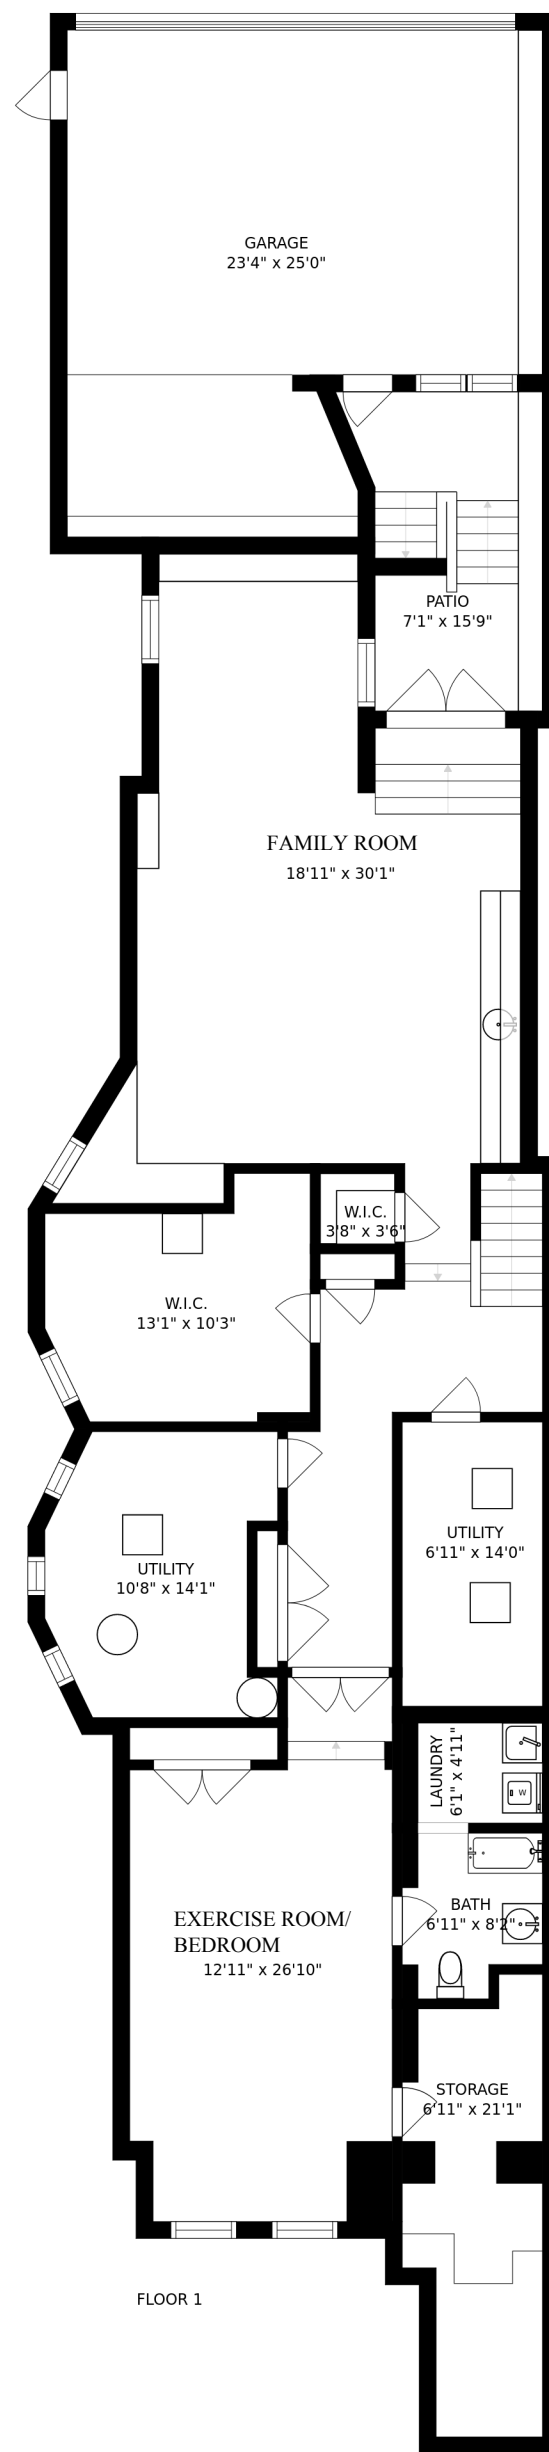 GARAGE
23'4" x 25'0"
PATIO
7'1" x 15'9"
FAMILY ROOM
18'11" x 30'1"
W.I.C.
3'8" x 3'6"
W.I.C.
13'1" x 10'3"
UTILITY
6'11" x 14'0"
UTILITY
10'8" x 14'1"
LAUNDRY
6'1" x 4'11"
W
BATH
6'11" x 8'2"
EXERCISE ROOM/
BEDROOM
12'11" x 26'10"
STORAGE
6'11" x 21'1"
FLOOR 1